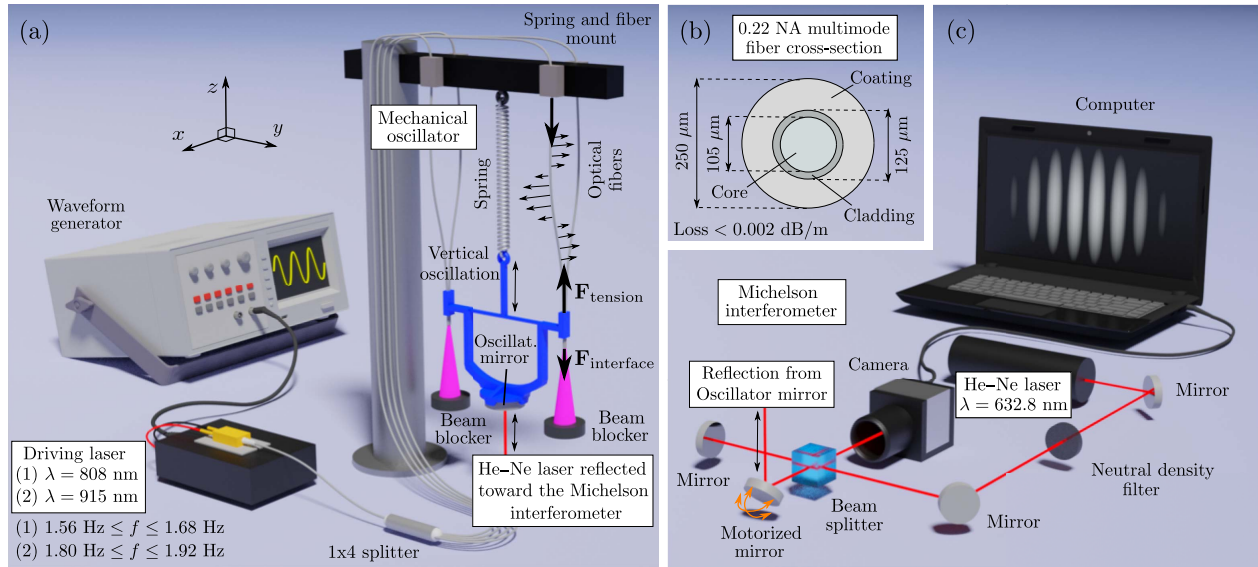 (a)
Spring and fiber
mount
z
x
y
Mechanical
oscillator
Spring
Optical
fibers
Waveform
generator
Vertical
oscillation
F_tension
Oscillat.
mirror
F_interface
Beam
blocker
Beam
blocker
Driving laser
(1) λ = 808 nm
(2) λ = 915 nm
He–Ne laser reflected
toward the Michelson
interferometer
(1) 1.56 Hz ≤ f ≤ 1.68 Hz
(2) 1.80 Hz ≤ f ≤ 1.92 Hz
1x4 splitter
(b)
0.22 NA multimode
fiber cross-section
Coating
250 μm
105 μm
125 μm
Core
Cladding
Loss < 0.002 dB/m
(c)
Computer
Michelson
interferometer
Camera
Reflection from
Oscillator mirror
He–Ne laser
λ = 632.8 nm
Mirror
Mirror
Neutral density
filter
Beam
splitter
Mirror
Motorized
mirror